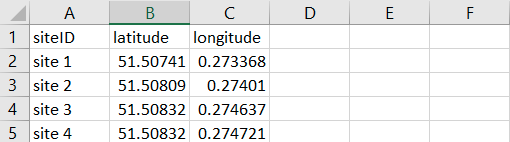 A B C D E F
1 siteID latitude longitude
2 site 1 51.50741 0.273368
3 site 2 51.50809 0.27401
4 site 3 51.50832 0.274637
5 site 4 51.50832 0.274721